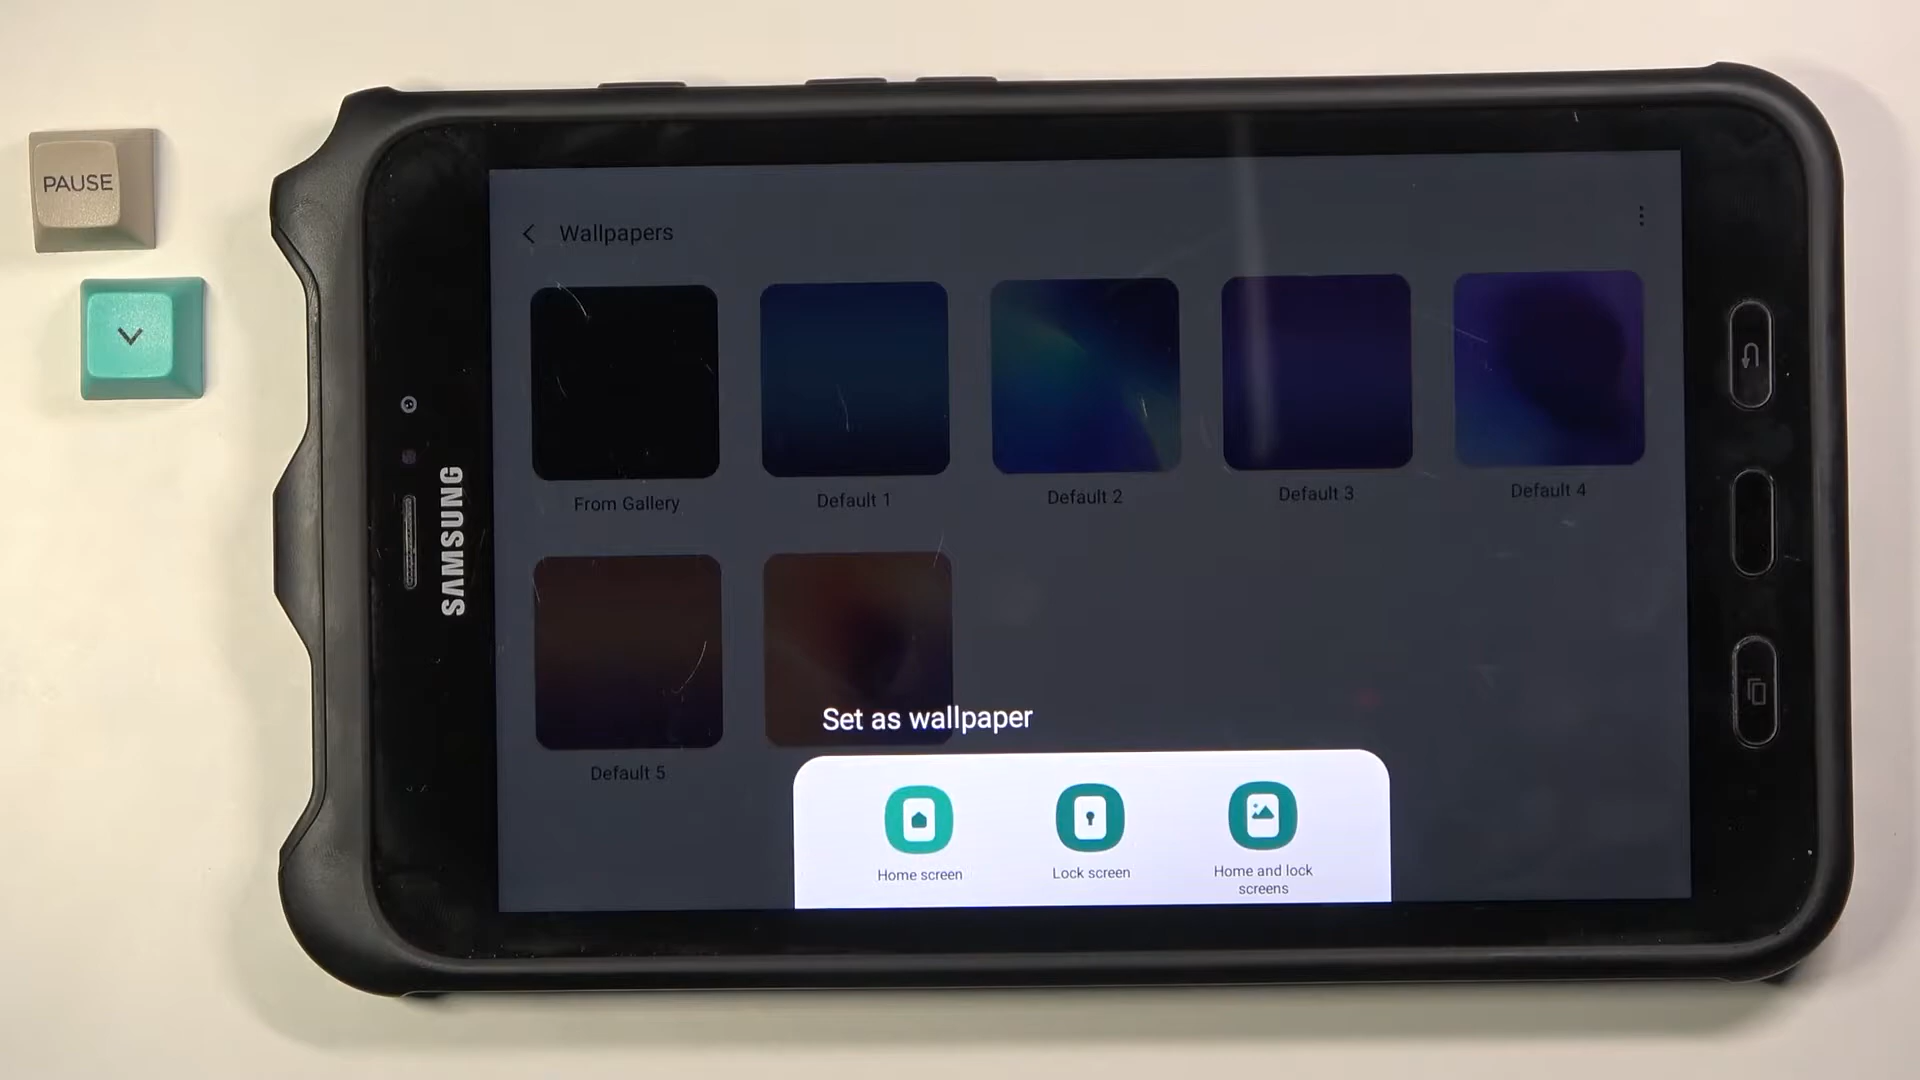 PAUSE
SAMSUNG
Wallpapers
From Gallery
Default 1
Default 2
Default 3
Default 4
Default 5
Set as wallpaper
Home screen
Lock screen
Home and lock
screens